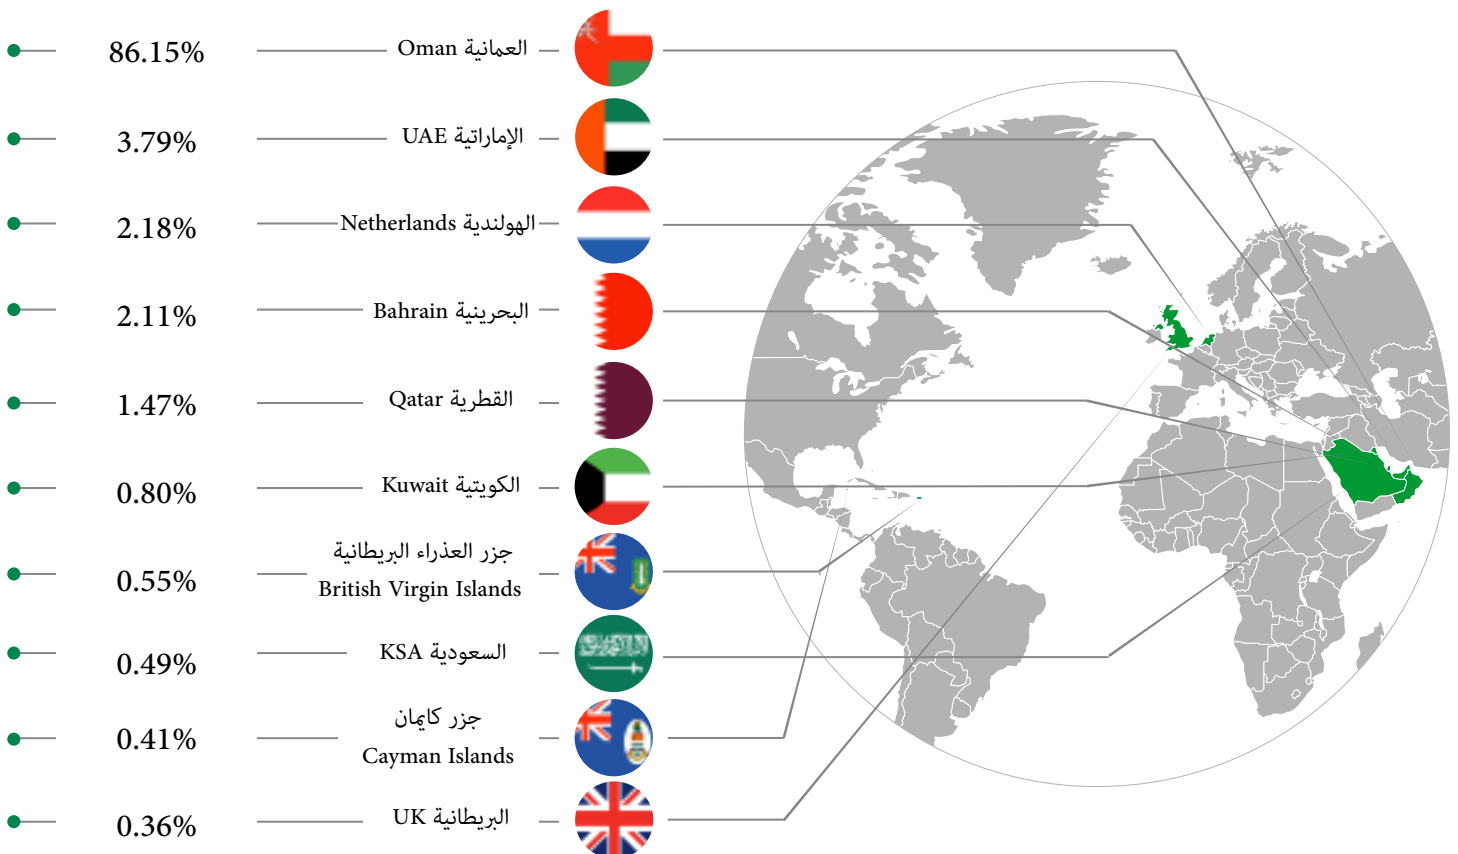 86.15% Oman العمانية
3.79% UAE الإماراتية
2.18% Netherlands الهولندية
2.11% Bahrain البحرينية
1.47% Qatar القطرية
0.80% Kuwait الكويتية
جزر العذراء البريطانية
0.55% British Virgin Islands
0.49% KSA السعودية
جزر كايمان
0.41% Cayman Islands
0.36% UK البريطانية